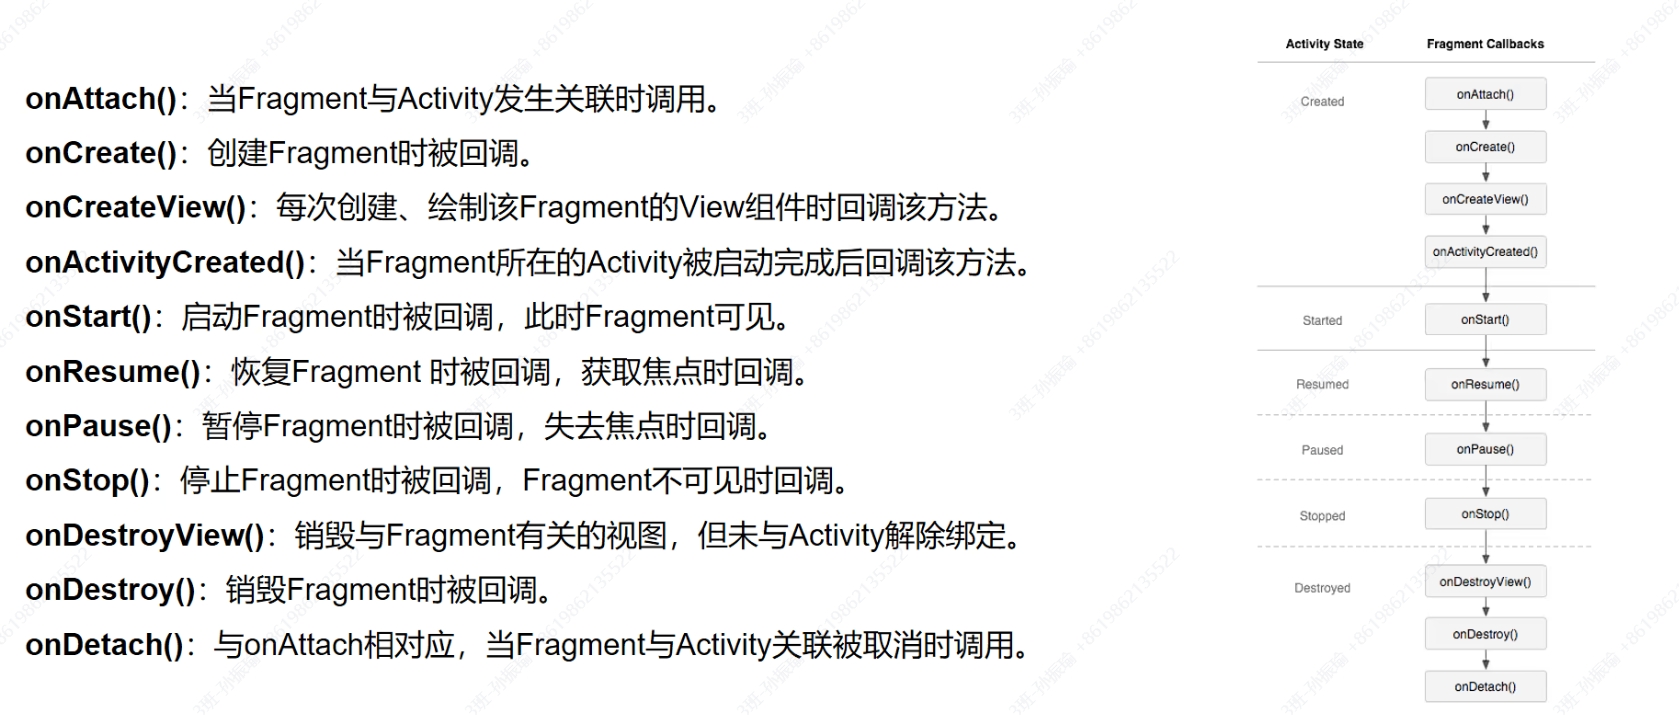 onAttach()：当Fragment与Activity发生关联时调用。
onCreate()：创建Fragment时被回调。
onCreateView()：每次创建、绘制该Fragment的View组件时回调该方法。
onActivityCreated()：当Fragment所在的Activity被启动完成后回调该方法。
onStart()：启动Fragment时被回调，此时Fragment可见。
onResume()：恢复Fragment 时被回调，获取焦点时回调。
onPause()：暂停Fragment时被回调，失去焦点时回调。
onStop()：停止Fragment时被回调，Fragment不可见时回调。
onDestroyView()：销毁与Fragment有关的视图，但未与Activity解除绑定。
onDestroy()：销毁Fragment时被回调。
onDetach()：与onAttach相对应，当Fragment与Activity关联被取消时调用。
Activity State
Fragment Callbacks
Created
onAttach()
onCreate()
onCreateView()
onActivityCreated()
Started
onStart()
Resumed
onResume()
Paused
onPause()
Stopped
onStop()
Destroyed
onDestroyView()
onDestroy()
onDetach()